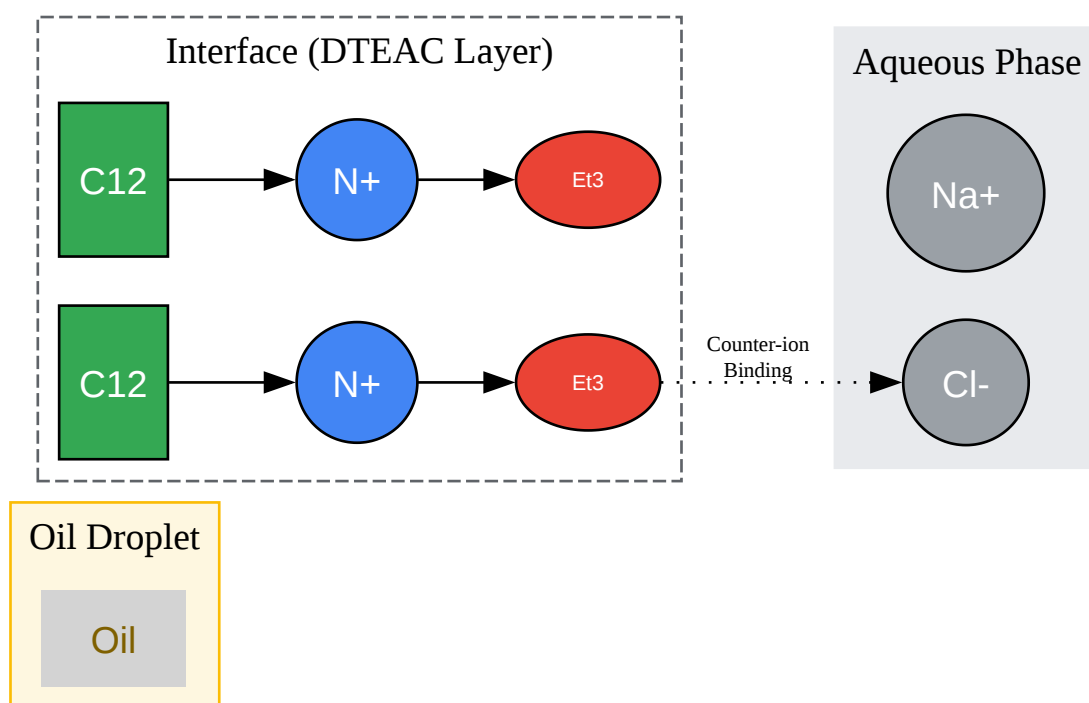 Interface (DTEAC Layer)
C12
N+
Et3
C12
N+
Et3
Counter-ion
Binding
Aqueous Phase
Na+
Cl-
Oil Droplet
Oil